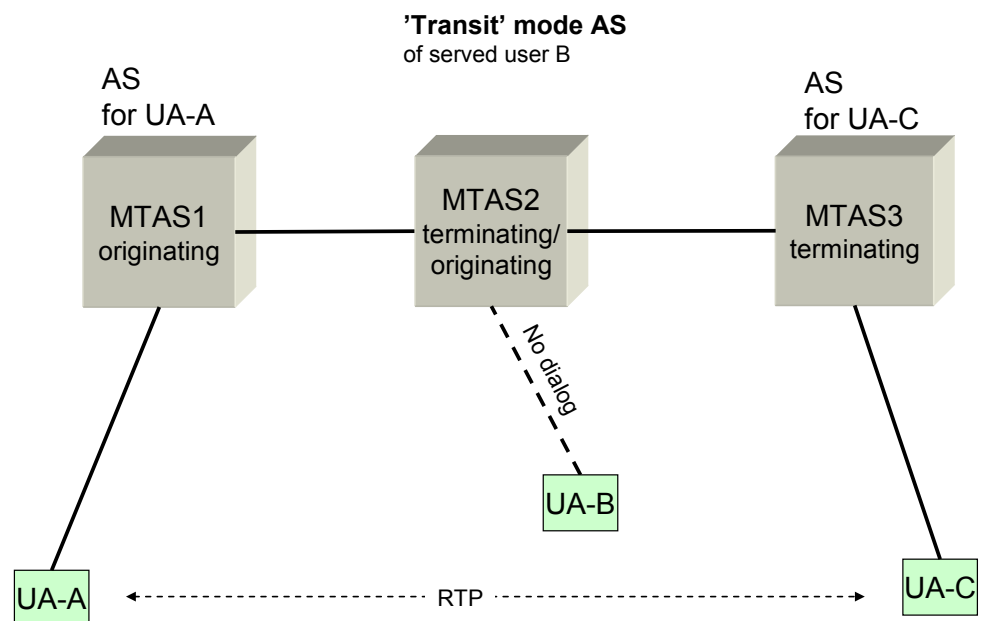 ’Transit’ mode AS
of served user B
AS
for UA-A
AS
for UA-C
MTAS1
originating
MTAS2
terminating/
originating
MTAS3
terminating
No dialog
UA-B
UA-A
RTP
UA-C